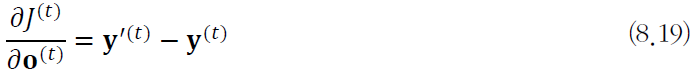 ∂J⁽ᵗ⁾/∂𝐨⁽ᵗ⁾ = 𝐲′⁽ᵗ⁾ − 𝐲⁽ᵗ⁾ (8.19)